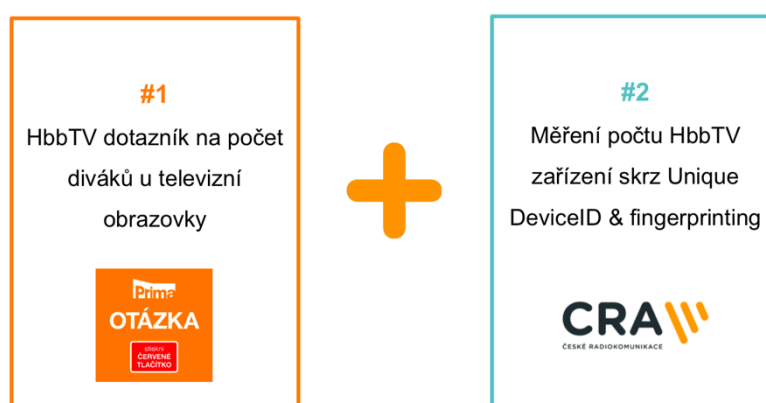 #1
HbbTV dotazník na počet
diváků u televizní
obrazovky
Prima
OTÁZKA
stiskni
ČERVENÉ
TLAČÍTKO
#2
Měření počtu HbbTV
zařízení skrz Unique
DeviceID & fingerprinting
CRA
ČESKÉ RADIOKOMUNIKACE